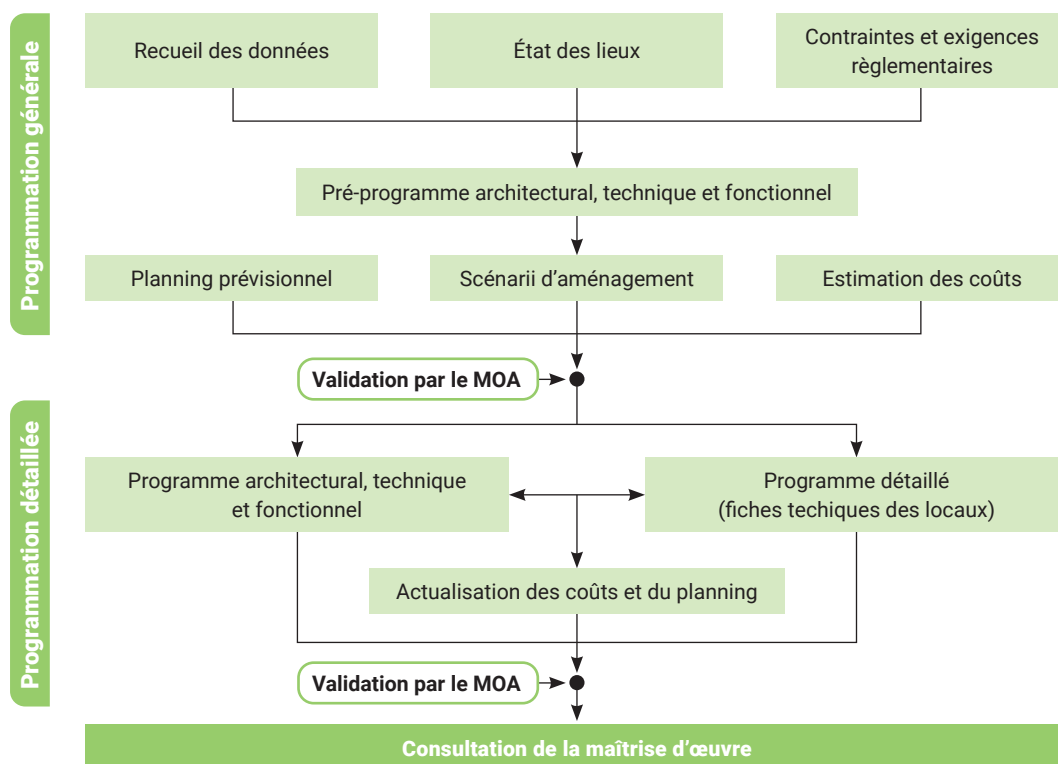 Programmation générale
Recueil des données
État des lieux
Contraintes et exigences
règlementaires
Pré-programme architectural, technique et fonctionnel
Planning prévisionnel
Scénarii d'aménagement
Estimation des coûts
Validation par le MOA
Programmation détaillée
Programme architectural, technique
et fonctionnel
Programme détaillé
(fiches techiques des locaux)
Actualisation des coûts et du planning
Validation par le MOA
Consultation de la maîtrise d'œuvre